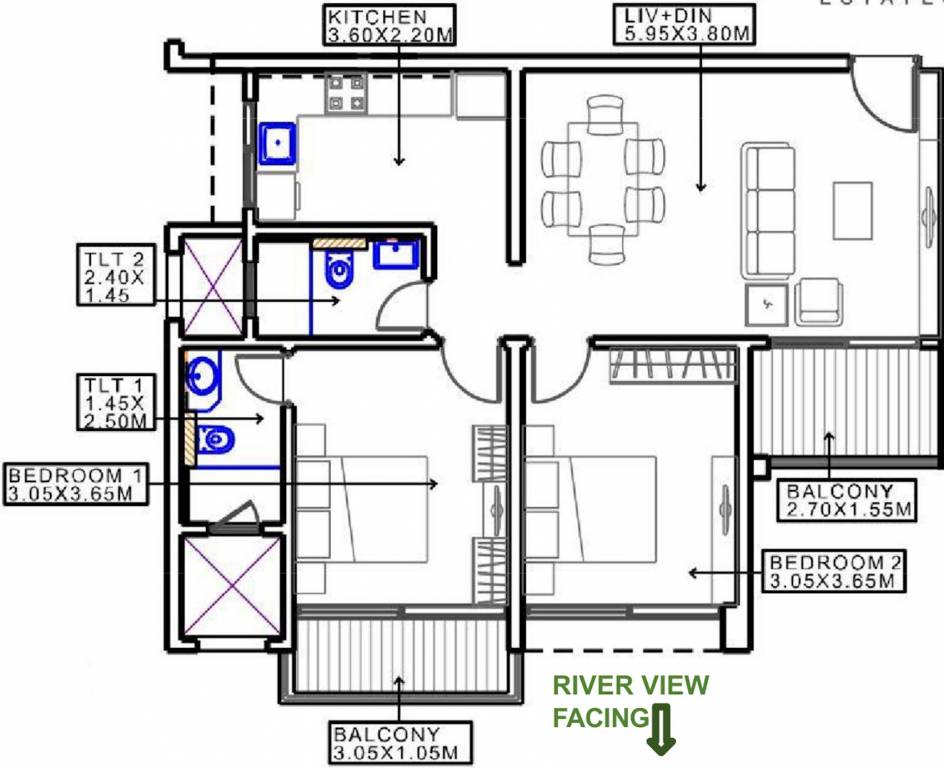 KITCHEN
3.60X2.20M
LIV+DIN
5.95X3.80M
TLT 2
2.40X
1.45
TLT 1
1.45X
2.50M
BEDROOM 1
3.05X3.65M
BALCONY
2.70X1.55M
BEDROOM 2
3.05X3.65M
RIVER VIEW
FACING
BALCONY
3.05X1.05M